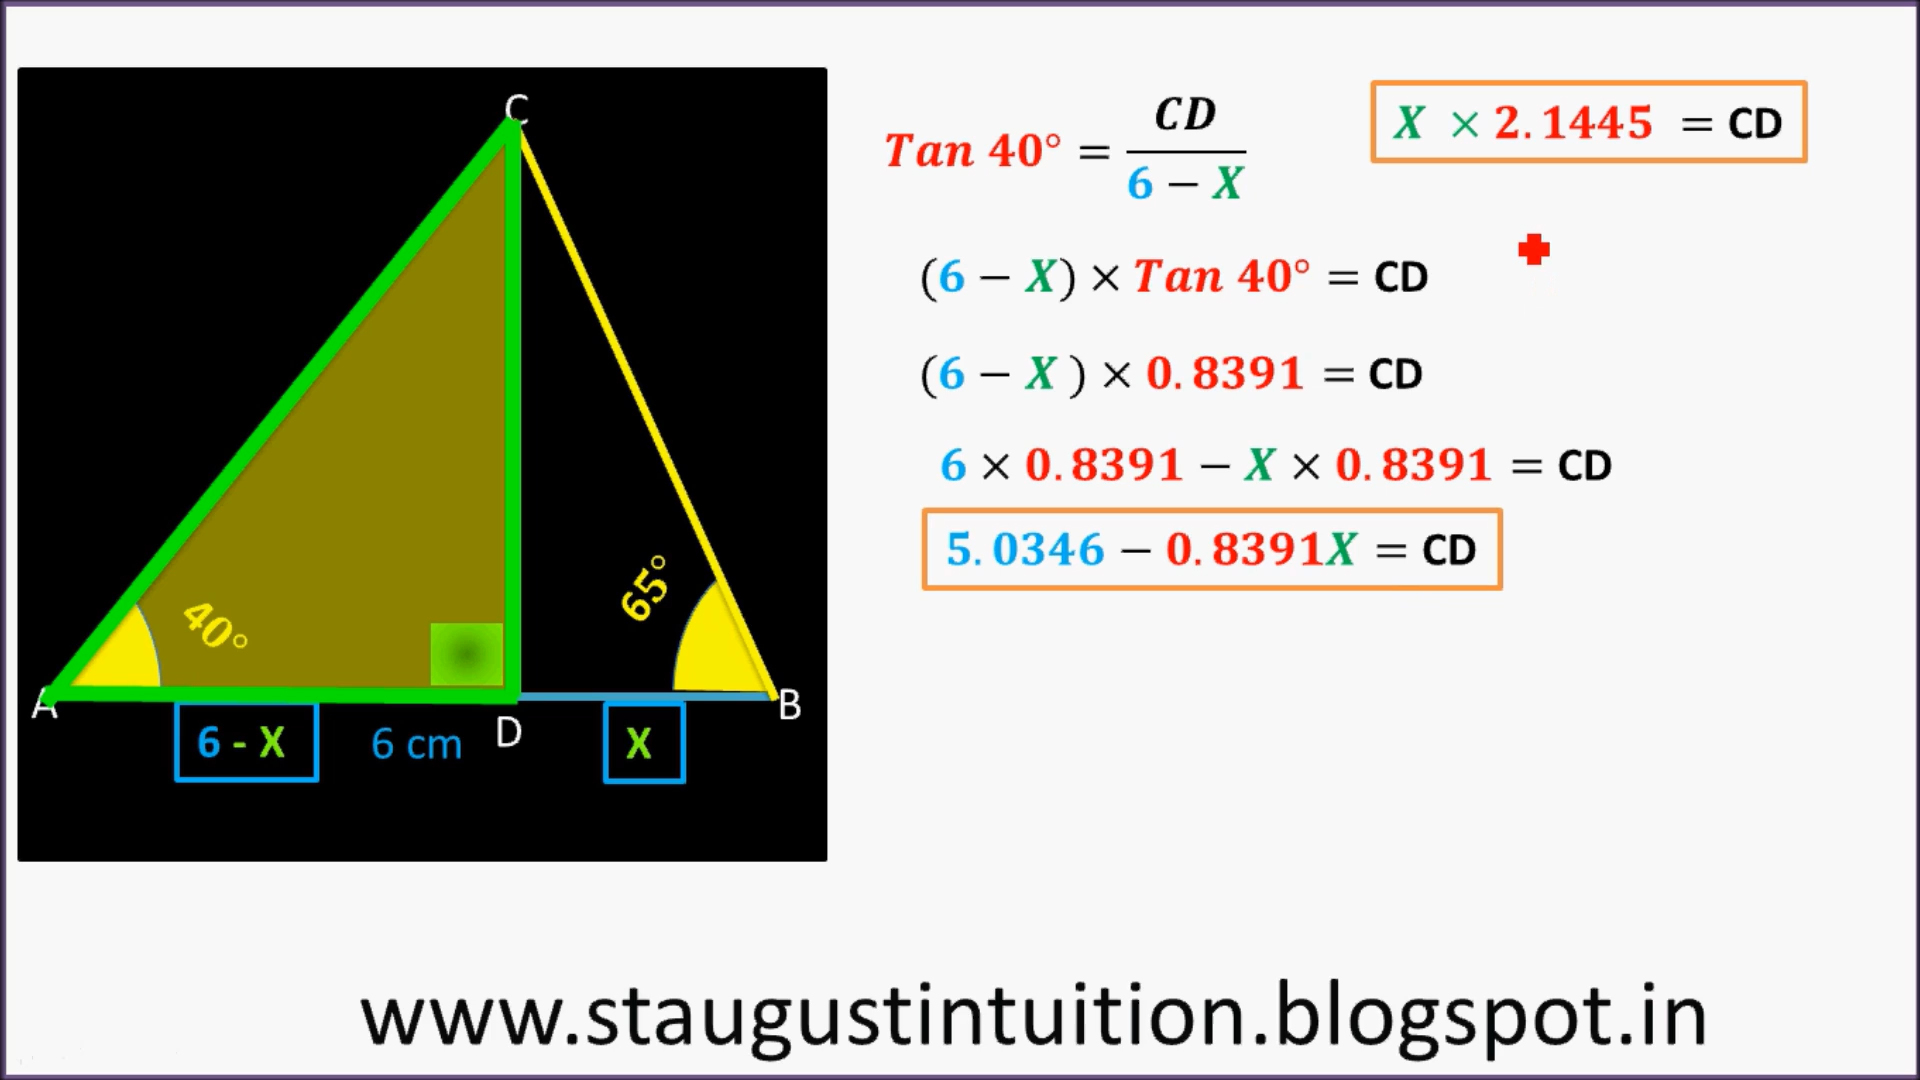 C
40°
65°
A
B
D
6 - X
6 cm
X
Tan 40° = CD / 6 − X
X × 2.1445 = CD
(6 − X) × Tan 40° = CD
(6 − X ) × 0.8391 = CD
6 × 0.8391 − X × 0.8391 = CD
5.0346 − 0.8391X = CD
www.staugustintuition.blogspot.in